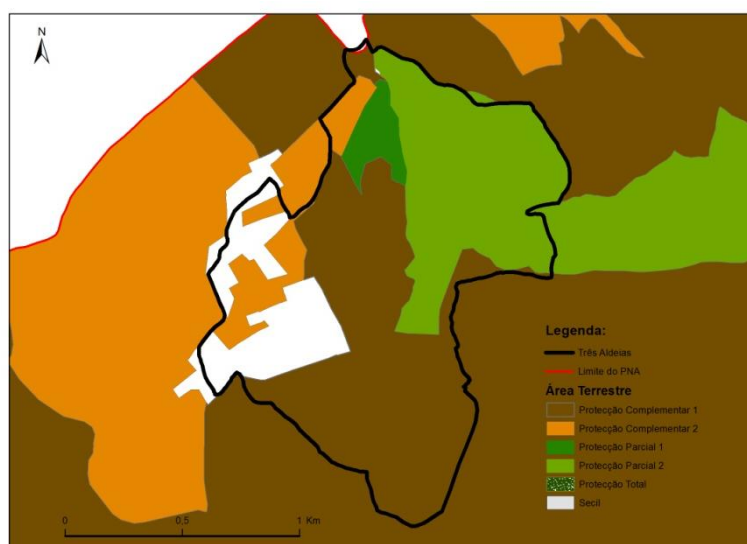 N
Legenda:
Três Aldeias
Limite do PNA
Área Terrestre
Protecção Complementar 1
Protecção Complementar 2
Protecção Parcial 1
Protecção Parcial 2
Protecção Total
Secil
0 0,5 1 Km